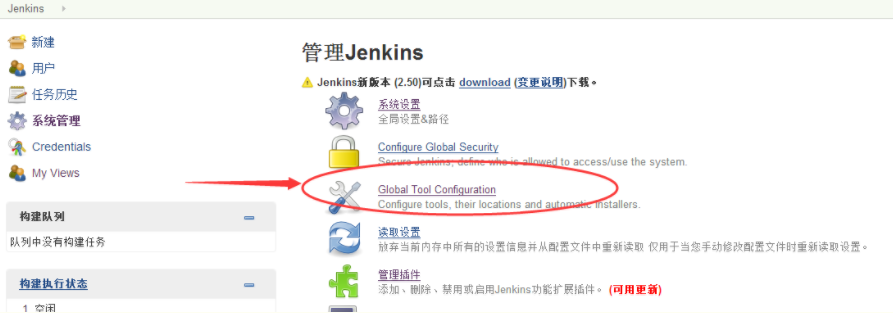 Jenkins
新建
用户
任务历史
系统管理
Credentials
My Views
构建队列
队列中没有构建任务
构建执行状态
1 空闲
管理Jenkins
Jenkins新版本 (2.50)可点击 download (变更说明)下载。
系统设置
全局设置&路径
Configure Global Security
Secure Jenkins; define who is allowed to access/use the system.
Global Tool Configuration
Configure tools, their locations and automatic installers.
读取设置
放弃当前内存中所有的设置信息并从配置文件中重新读取 仅用于当您手动修改配置文件时重新读取设置。
管理插件
添加、删除、禁用或启用Jenkins功能扩展插件。 (可用更新)